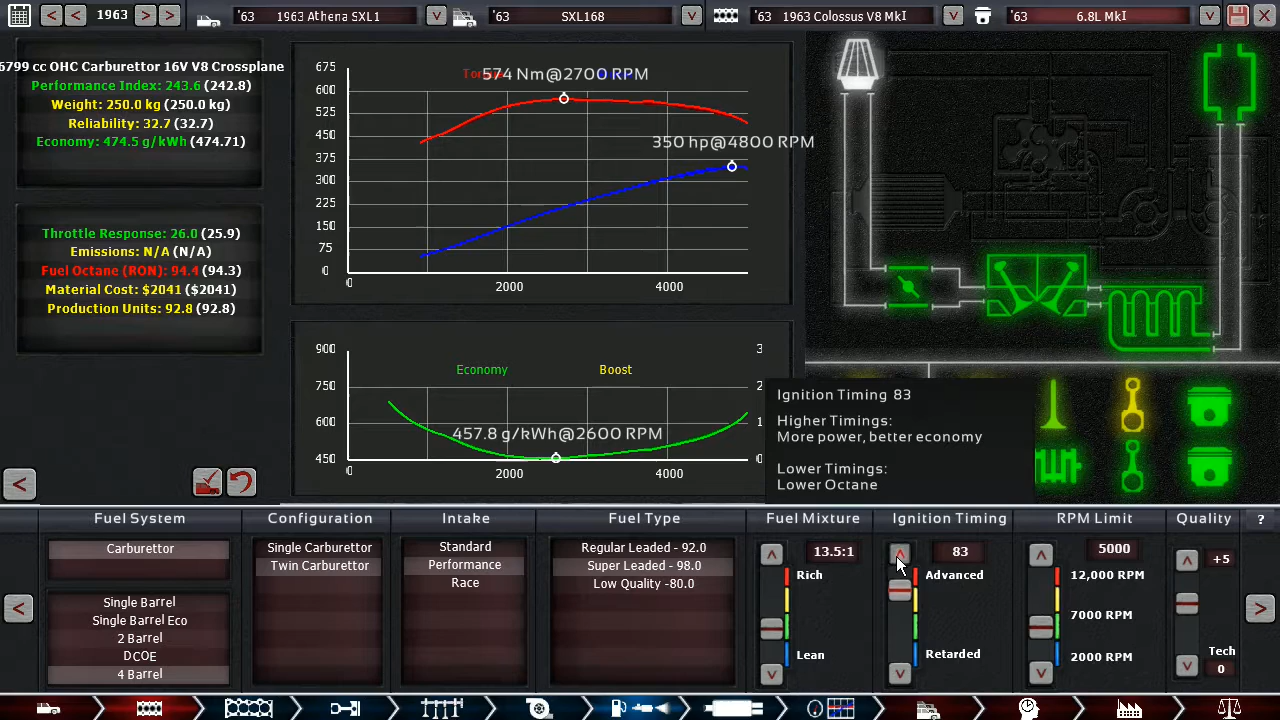 1963
'63 1963 Athena SXL1
'63 SXL168
'63 1963 Colossus V8 MkI
'63 6.8L MkI
6799 cc OHC Carburettor 16V V8 Crossplane
Performance Index: 243.6 (242.8)
Weight: 250.0 kg (250.0 kg)
Reliability: 32.7 (32.7)
Economy: 474.5 g/kWh (474.71)
Throttle Response: 26.0 (25.9)
Emissions: N/A (N/A)
Fuel Octane (RON): 94.4 (94.3)
Material Cost: $2041 ($2041)
Production Units: 92.8 (92.8)
675
600
525
450
375
300
225
150
75
0
574 Nm@2700 RPM
350 hp@4800 RPM
0
2000
4000
900
750
600
450
Economy
Boost
3
2
1
0
457.8 g/kWh@2600 RPM
0
2000
4000
Ignition Timing 83
Higher Timings:
More power, better economy
Lower Timings:
Lower Octane
Fuel System
Carburettor
Single Barrel
Single Barrel Eco
2 Barrel
DCOE
4 Barrel
Configuration
Single Carburettor
Twin Carburettor
Intake
Standard
Performance
Race
Fuel Type
Regular Leaded - 92.0
Super Leaded - 98.0
Low Quality -80.0
Fuel Mixture
13.5:1
Rich
Lean
Ignition Timing
83
Advanced
Retarded
RPM Limit
5000
12,000 RPM
7000 RPM
2000 RPM
Quality
+5
Tech
0
?